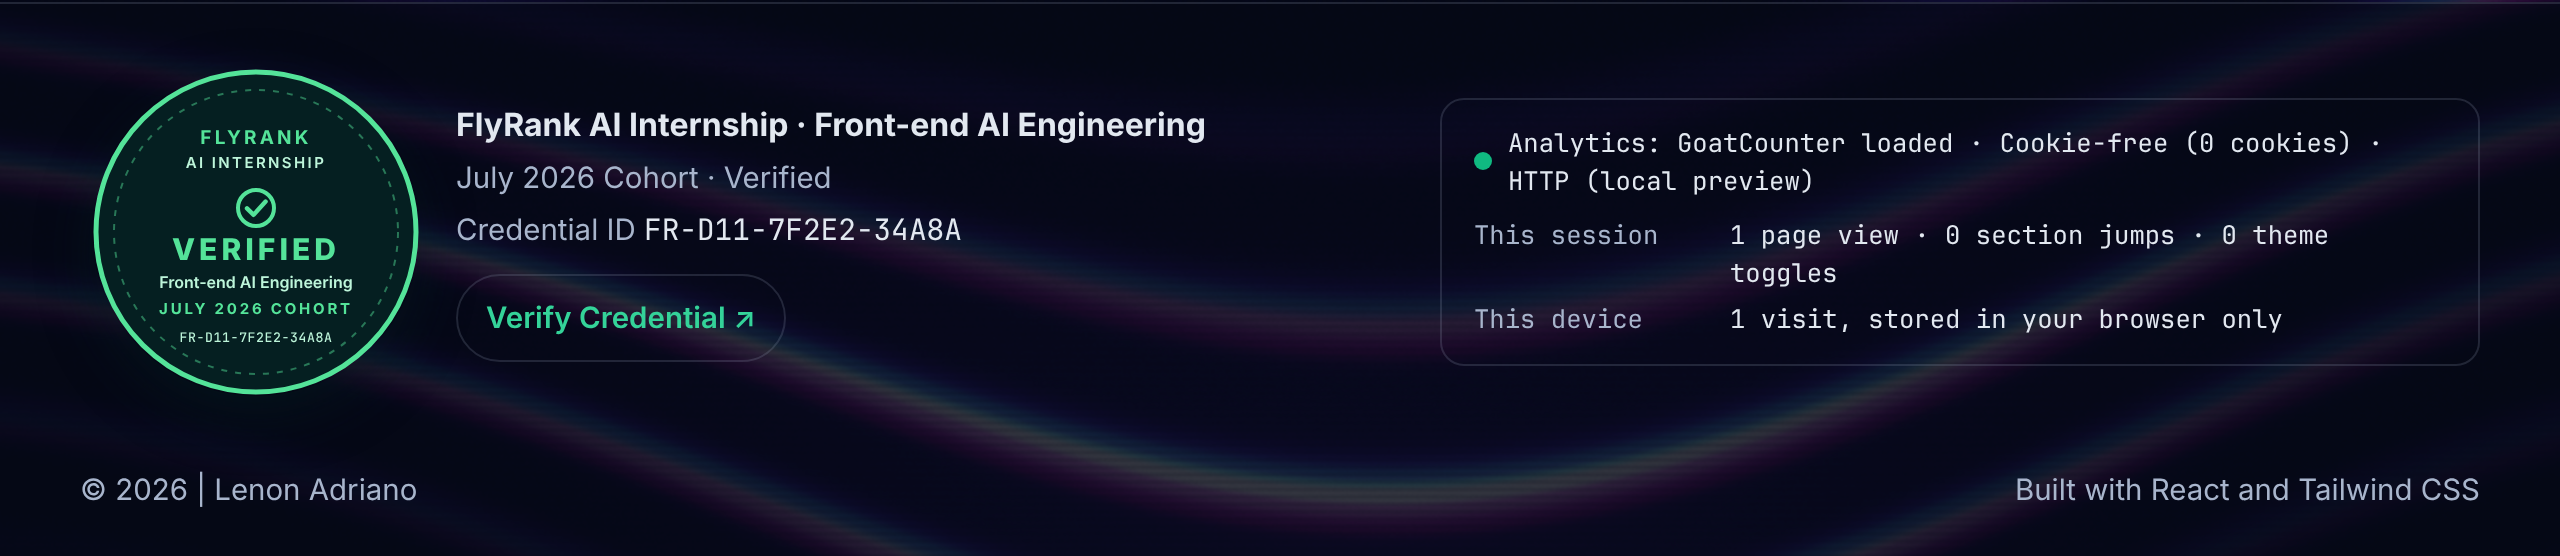 FLYRANK
AI INTERNSHIP
VERIFIED
Front-end AI Engineering
JULY 2026 COHORT
FR-D11-7F2E2-34A8A
FlyRank AI Internship · Front-end AI Engineering
July 2026 Cohort · Verified
Credential ID FR-D11-7F2E2-34A8A
Verify Credential ↗
Analytics: GoatCounter loaded · Cookie-free (0 cookies) ·
HTTP (local preview)
This session 1 page view · 0 section jumps · 0 theme
toggles
This device 1 visit, stored in your browser only
© 2026 | Lenon Adriano
Built with React and Tailwind CSS